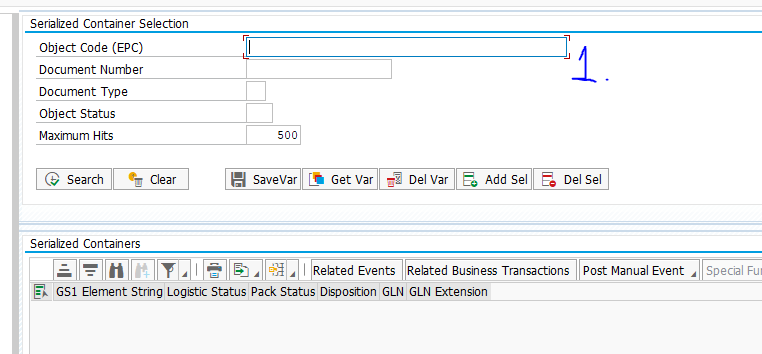 Serialized Container Selection
Object Code (EPC)
1.
Document Number
Document Type
Object Status
Maximum Hits 500
Search Clear SaveVar Get Var Del Var Add Sel Del Sel
Serialized Containers
Related Events Related Business Transactions Post Manual Event Special Fu
GS1 Element String Logistic Status Pack Status Disposition GLN GLN Extension